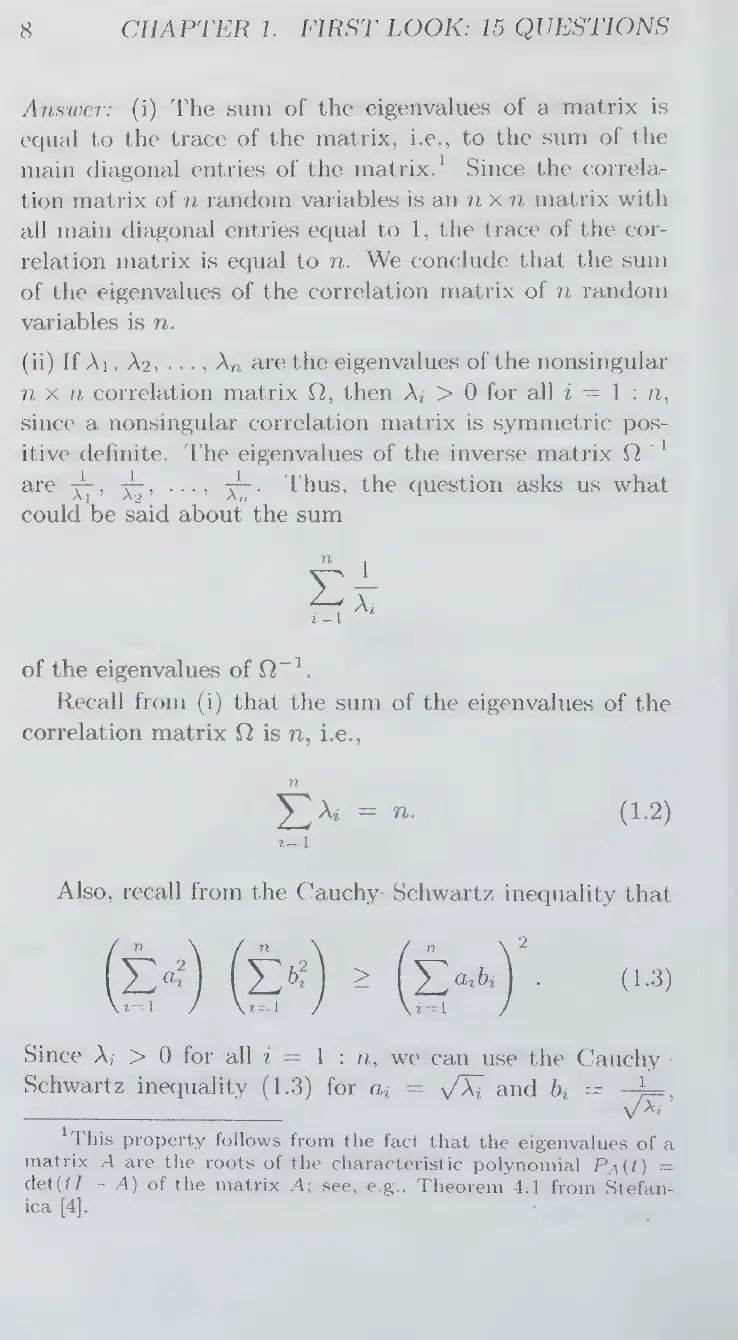 8 CHAPTER 1. FIRST LOOK: 15 QUESTIONS
Answer: (i) The sum of the eigenvalues of a matrix is
equal to the trace of the matrix, i.e., to the sum of the
main diagonal entries of the matrix.¹ Since the correla-
tion matrix of n random variables is an n × n matrix with
all main diagonal entries equal to 1, the trace of the cor-
relation matrix is equal to n. We conclude that the sum
of the eigenvalues of the correlation matrix of n random
variables is n.
(ii) If λ₁, λ₂, ..., λₙ are the eigenvalues of the nonsingular
n × n correlation matrix Ω, then λᵢ > 0 for all i = 1 : n,
since a nonsingular correlation matrix is symmetric pos-
itive definite. The eigenvalues of the inverse matrix Ω⁻¹
are 1/λ₁, 1/λ₂, ..., 1/λₙ. Thus, the question asks us what
could be said about the sum
∑ᵢ₌₁ⁿ 1/λᵢ
of the eigenvalues of Ω⁻¹.
Recall from (i) that the sum of the eigenvalues of the
correlation matrix Ω is n, i.e.,
∑ᵢ₌₁ⁿ λᵢ = n. (1.2)
Also, recall from the Cauchy-Schwartz inequality that
(∑ᵢ₌₁ⁿ aᵢ²) (∑ᵢ₌₁ⁿ bᵢ²) ≥ (∑ᵢ₌₁ⁿ aᵢbᵢ)². (1.3)
Since λᵢ > 0 for all i = 1 : n, we can use the Cauchy-
Schwartz inequality (1.3) for aᵢ = √λᵢ and bᵢ = 1/√λᵢ,
¹This property follows from the fact that the eigenvalues of a
matrix A are the roots of the characteristic polynomial P_A(t) =
det(tI - A) of the matrix A; see, e.g., Theorem 4.1 from Stefan-
ica [4].